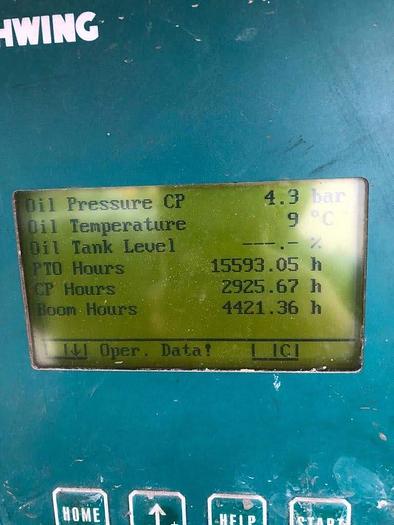 HWING
Oil Pressure CP 4.3 bar
Oil Temperature 9 °C
Oil Tank Level ---.- %
PTO Hours 15593.05 h
CP Hours 2925.67 h
Boom Hours 4421.36 h
|↓| Oper. Data! |C|
HOME ↑ + HELP START